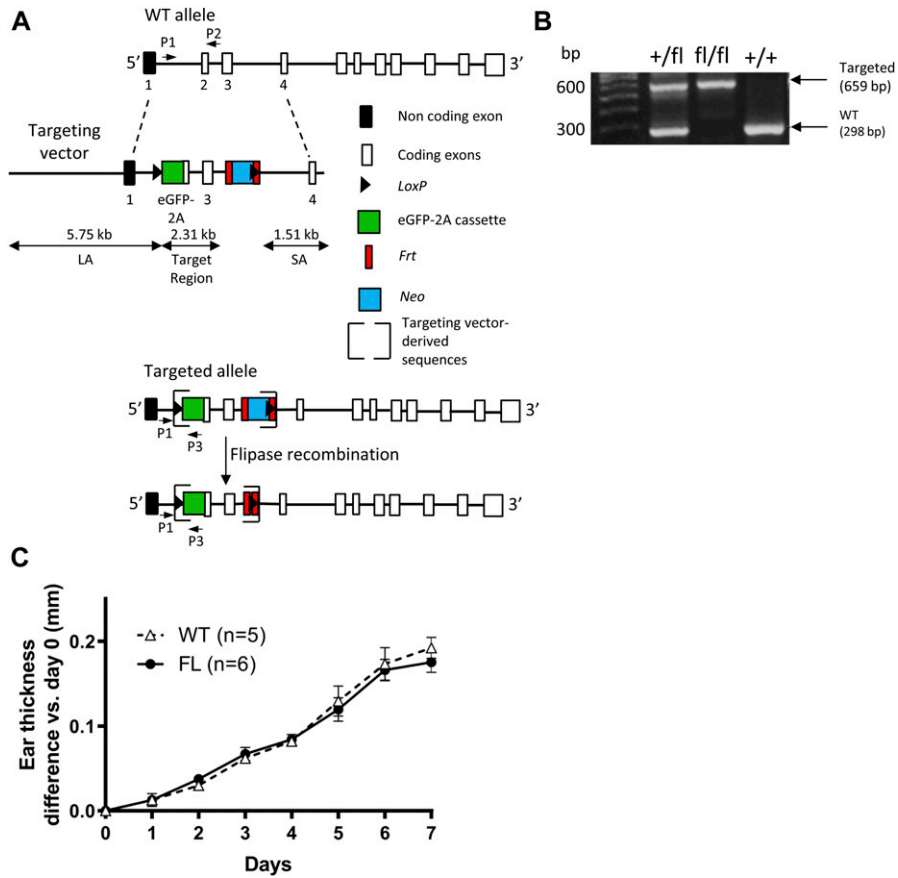 A
WT allele
P1
P2
5’
3’
1
2
3
4
Targeting
vector
1
eGFP-
2A
3
4
5.75 kb
2.31 kb
1.51 kb
LA
Target
Region
SA
Non coding exon
Coding exons
LoxP
eGFP-2A cassette
Frt
Neo
Targeting vector-
derived
sequences
Targeted allele
5’
3’
P1
P3
Flipase recombination
5’
3’
P1
P3
B
bp
+/fl
fl/fl
+/+
600
300
Targeted
(659 bp)
WT
(298 bp)
C
Ear thickness
difference vs. day 0 (mm)
0.2
0.1
0.0
WT (n=5)
FL (n=6)
0 1 2 3 4 5 6 7
Days